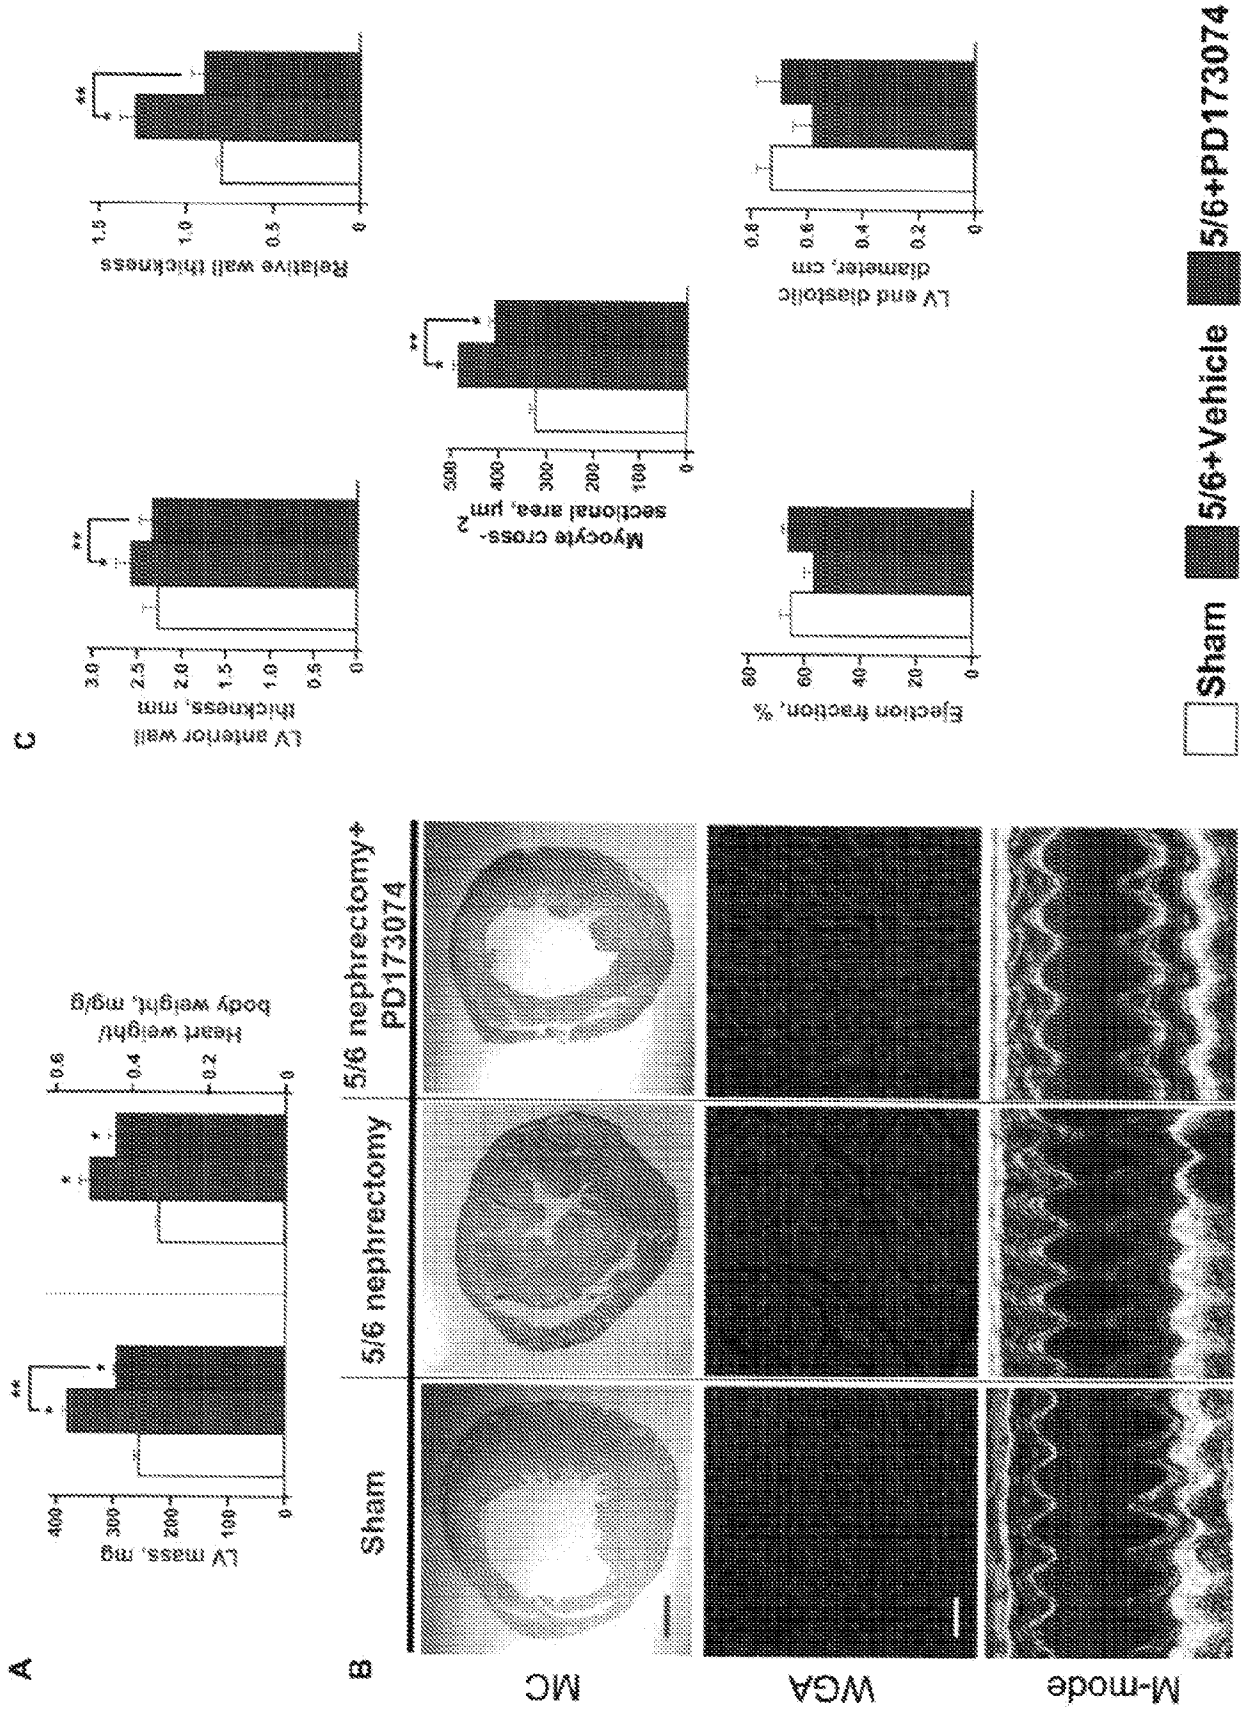 A
LV mass, mg
400
300
200
100
0
*
**
*
*
*
0.6
0.4
0.2
0
Heart weight/
body weight, mg/g
B
Sham
5/6 nephrectomy
5/6 nephrectomy+
PD173074
MC
WGA
M-mode
C
LV anterior wall
thickness, mm
3.0
2.5
2.0
1.5
1.0
0.5
0
*
**
Relative wall thickness
1.5
1.0
0.5
0
*
**
Myocyte cross-
sectional area, µm2
500
400
300
200
100
0
*
**
*
Ejection fraction, %
80
60
40
20
0
LV end diastolic
diameter, cm
0.8
0.6
0.4
0.2
0
Sham
5/6+Vehicle
5/6+PD173074